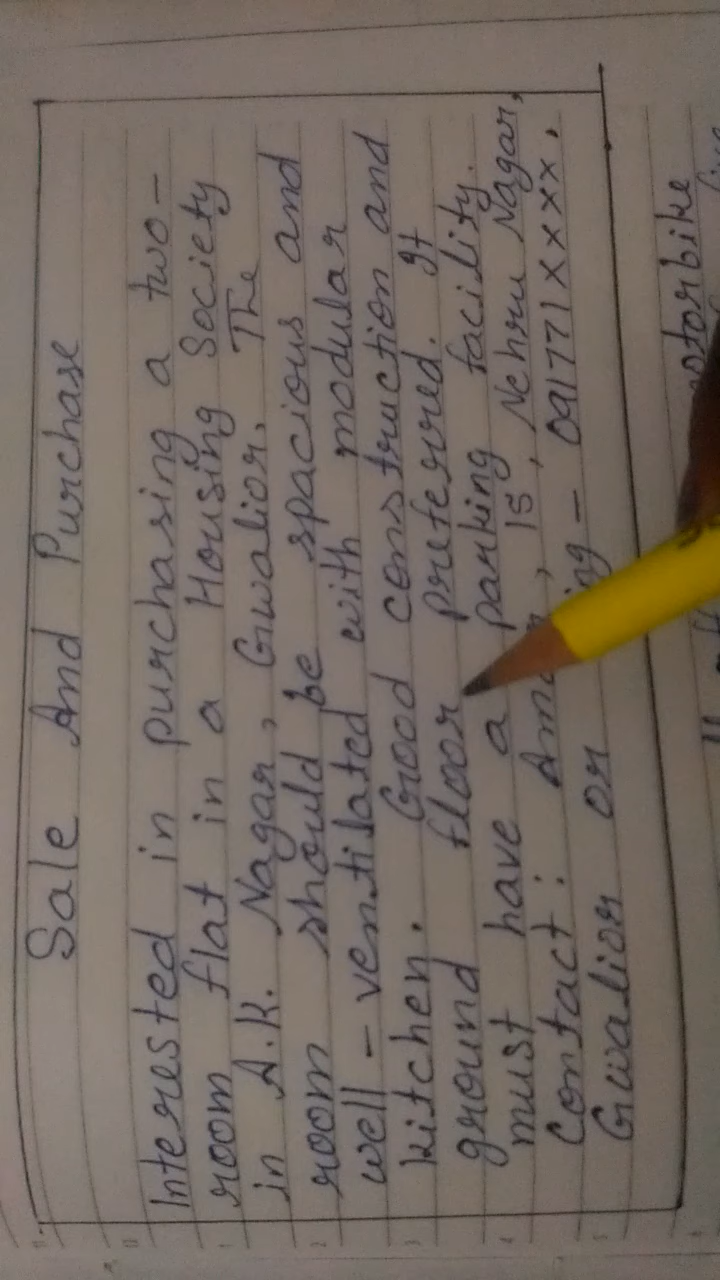 Sale And Purchase
Interested in purchasing a two-
room flat in a Housing Society
in A.K. Nagar, Gwalior. The
room should be spacious and
well-ventilated with modular
kitchen. Good construction and
ground floor preferred. It
must have a parking facility.
Contact: , 15, Nehru Nagar,
Gwalior or - 091771xxxx.